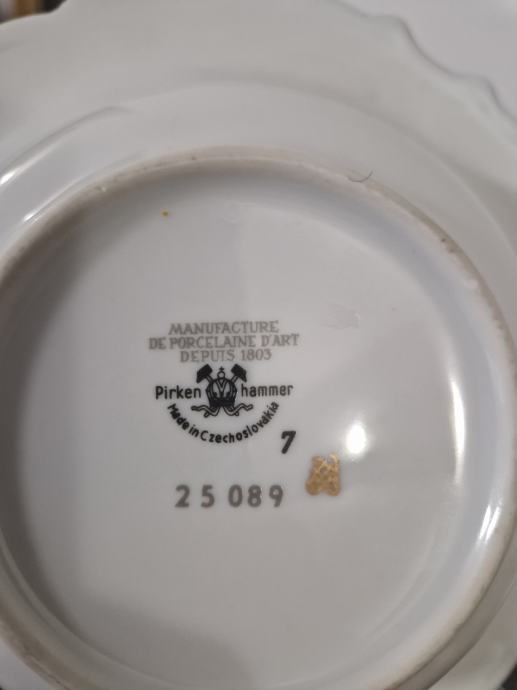 MANUFACTURE
DE PORCELAINE D'ART
DEPUIS 1803
Pirken hammer
Made in Czechoslovakia
7
25089